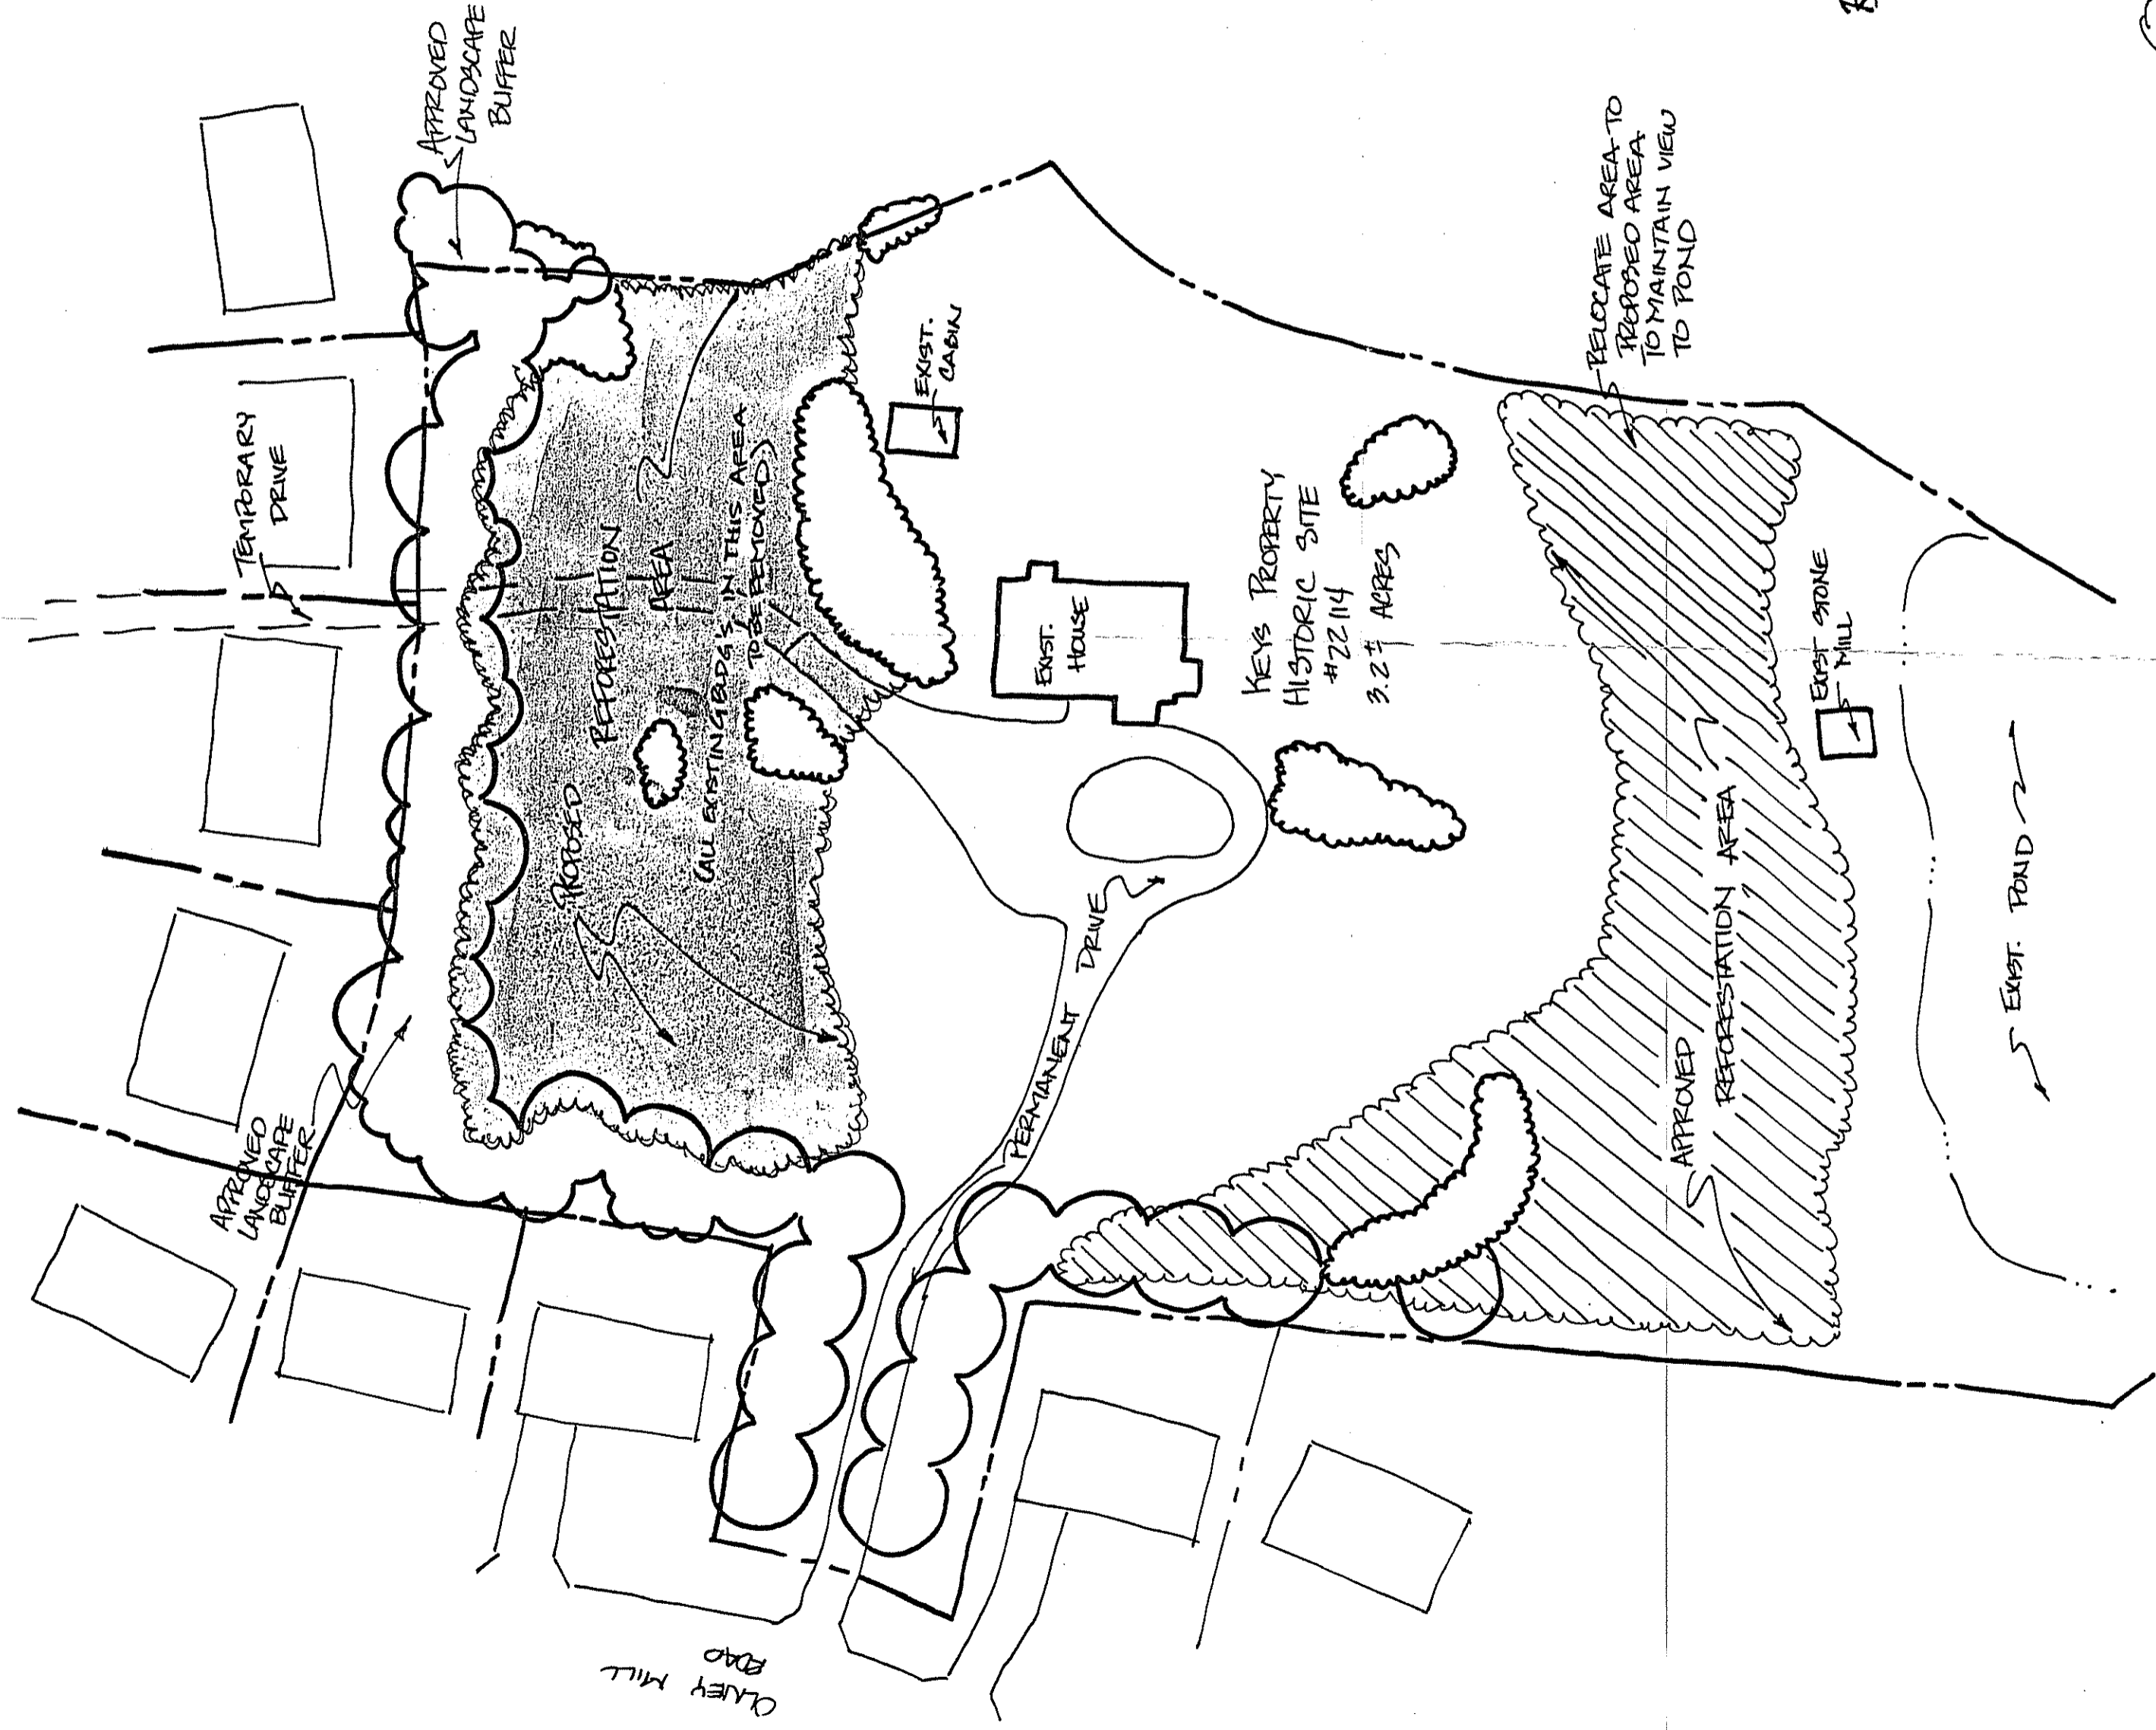 APPROVED
LANDSCAPE
BUFFER
TEMPORARY
DRIVE
PROPOSED
REFORESTATION
AREA
(ALL EXISTING BLDG'S IN THIS AREA
TO BE REMOVED)
EXIST.
CABIN
EXIST.
HOUSE
KEYS PROPERTY
HISTORIC SITE
#22/114
3.2± ACRES
RELOCATE AREA TO
PROPOSED AREA
TO MAINTAIN VIEW
TO POND
EXIST STONE
MILL
APPROVED
REFORESTATION AREA
EXIST. POND
PERMANENT DRIVE
APPROVED
LANDSCAPE
BUFFER
OLNEY MILL
ROAD